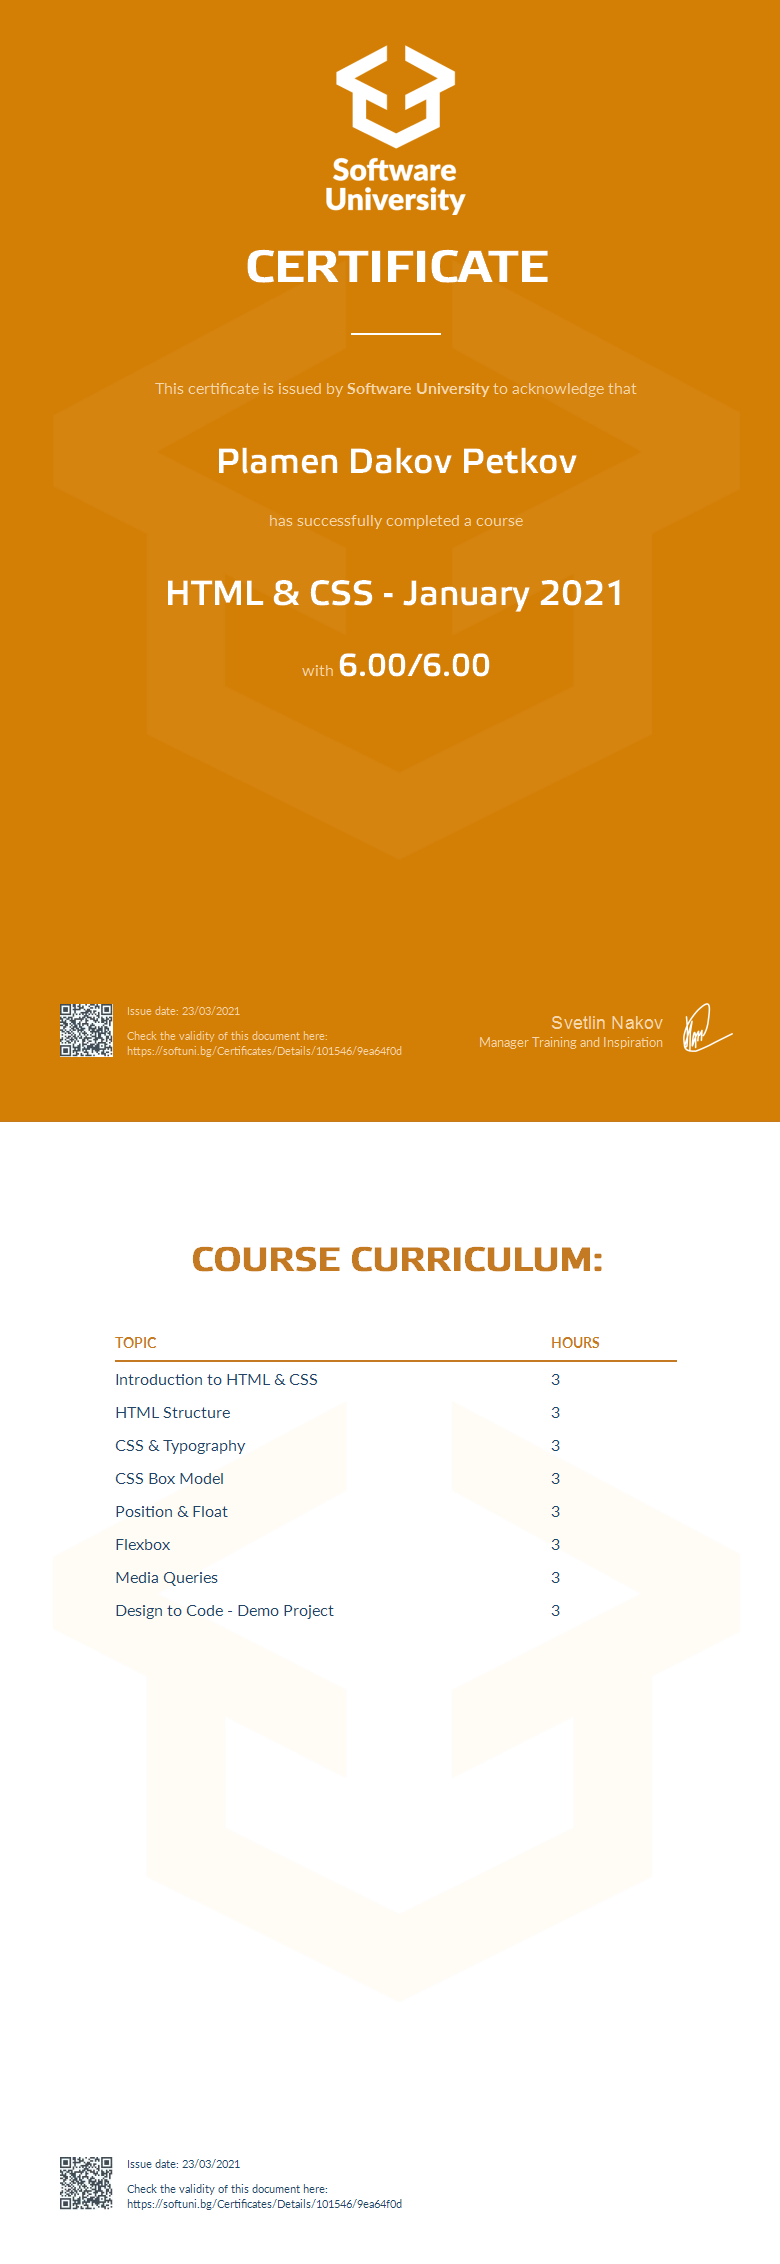 Software
University
CERTIFICATE
This certificate is issued by Software University to acknowledge that
Plamen Dakov Petkov
has successfully completed a course
HTML & CSS - January 2021
with 6.00/6.00
Issue date: 23/03/2021
Check the validity of this document here:
https://softuni.bg/Certificates/Details/101546/9ea64f0d
Svetlin Nakov
Manager Training and Inspiration
COURSE CURRICULUM:
TOPIC HOURS
Introduction to HTML & CSS 3
HTML Structure 3
CSS & Typography 3
CSS Box Model 3
Position & Float 3
Flexbox 3
Media Queries 3
Design to Code - Demo Project 3
Issue date: 23/03/2021
Check the validity of this document here:
https://softuni.bg/Certificates/Details/101546/9ea64f0d